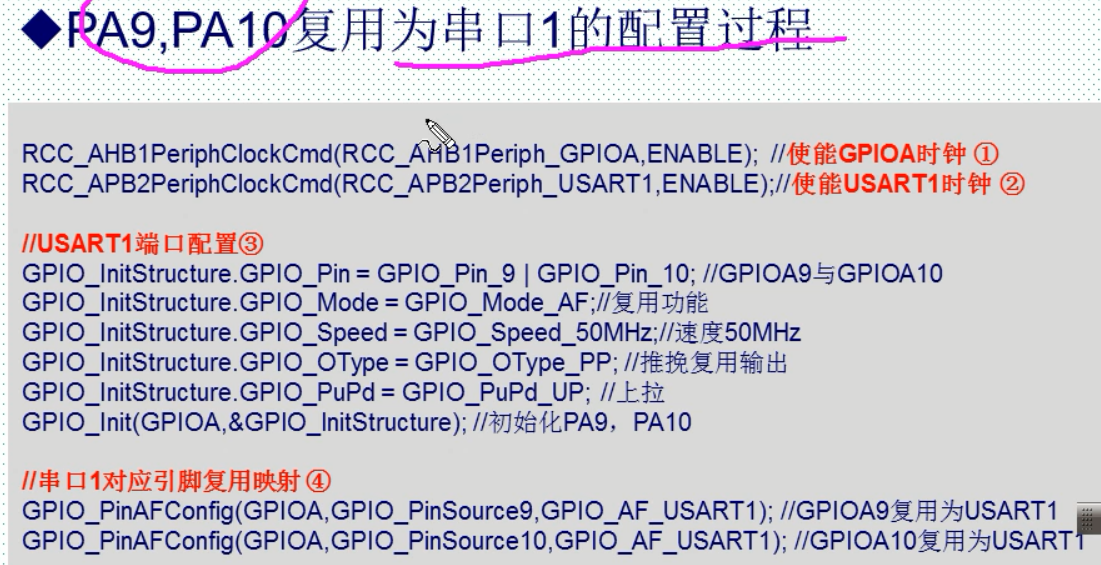 ◆PA9,PA10复用为串口1的配置过程
RCC_AHB1PeriphClockCmd(RCC_AHB1Periph_GPIOA,ENABLE); //使能GPIOA时钟 ①
RCC_APB2PeriphClockCmd(RCC_APB2Periph_USART1,ENABLE);//使能USART1时钟 ②
//USART1端口配置③
GPIO_InitStructure.GPIO_Pin = GPIO_Pin_9 | GPIO_Pin_10; //GPIOA9与GPIOA10
GPIO_InitStructure.GPIO_Mode = GPIO_Mode_AF;//复用功能
GPIO_InitStructure.GPIO_Speed = GPIO_Speed_50MHz;//速度50MHz
GPIO_InitStructure.GPIO_OType = GPIO_OType_PP; //推挽复用输出
GPIO_InitStructure.GPIO_PuPd = GPIO_PuPd_UP; //上拉
GPIO_Init(GPIOA,&GPIO_InitStructure); //初始化PA9，PA10
//串口1对应引脚复用映射 ④
GPIO_PinAFConfig(GPIOA,GPIO_PinSource9,GPIO_AF_USART1); //GPIOA9复用为USART1
GPIO_PinAFConfig(GPIOA,GPIO_PinSource10,GPIO_AF_USART1); //GPIOA10复用为USART1